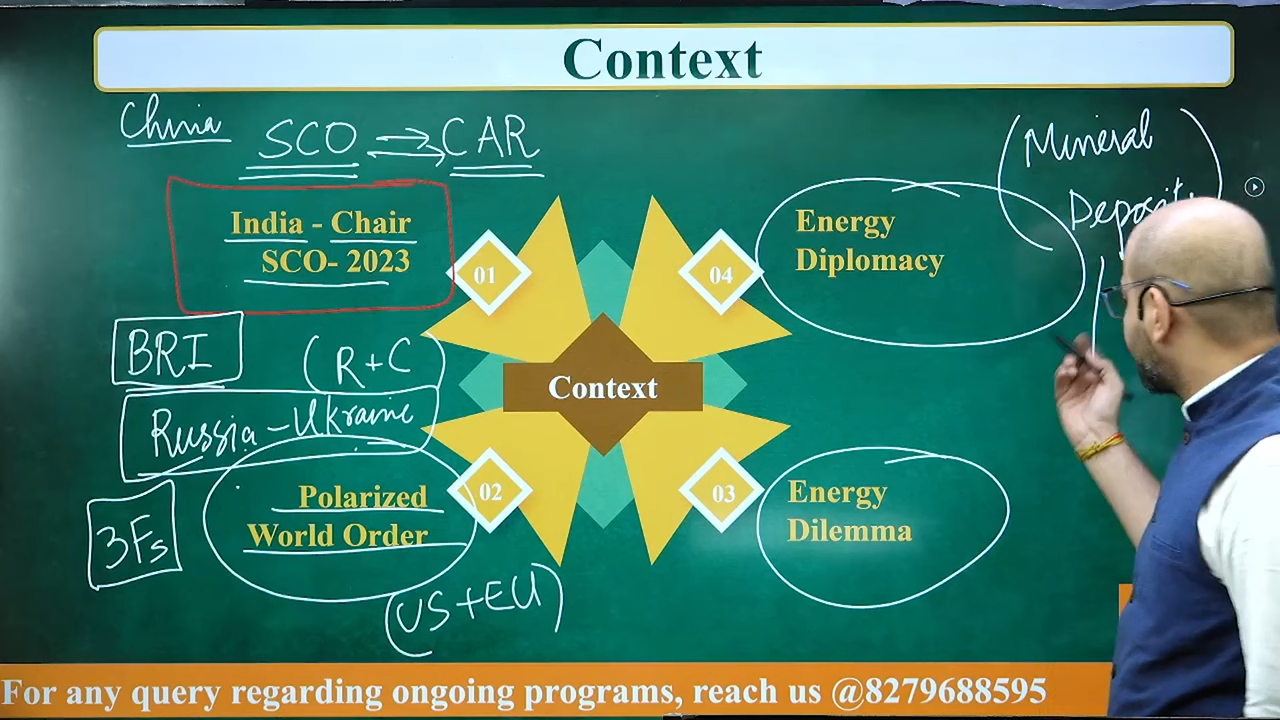 Context
China
SCO ⇒ CAR
(Mineral
Deposit
India - Chair
SCO- 2023
01
04
Energy
Diplomacy
BRI
(R+C)
Context
Russia - Ukraine
Polarized
World Order
02
03
Energy
Dilemma
3Fs
(US+EU)
For any query regarding ongoing programs, reach us @8279688595